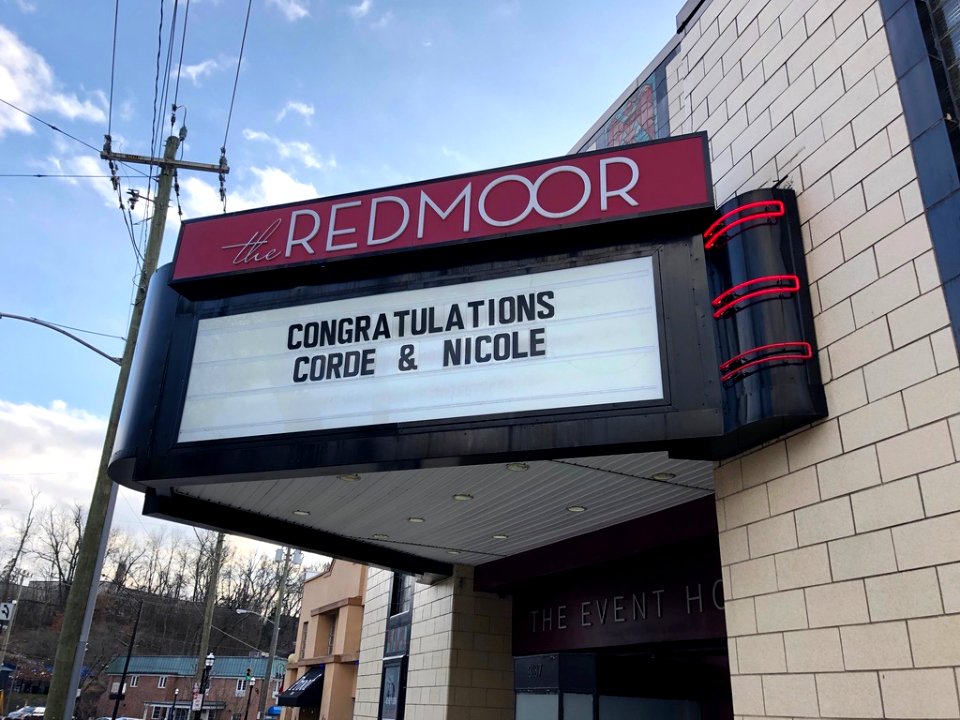 the REDMOOR
CONGRATULATIONS
CORDE & NICOLE
THE EVENT